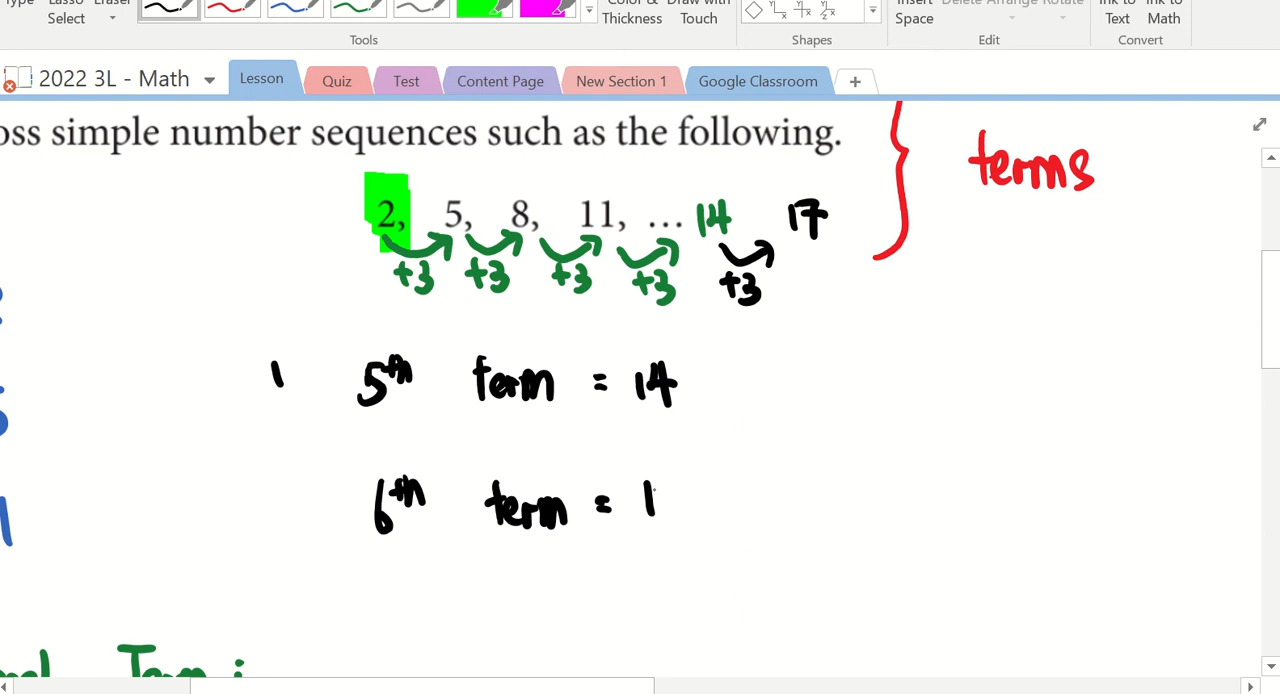 Type Lasso Select Eraser Color & Thickness Draw with Touch Insert Space Delete Arrange Rotate Ink to Text Ink to Math
Tools Shapes Edit Convert
2022 3L - Math Lesson Quiz Test Content Page New Section 1 Google Classroom +
oss simple number sequences such as the following.
terms
2, 5, 8, 11, ... 14 17
+3 +3 +3 +3 +3
1 5th term = 14
6th term = 1
Term :